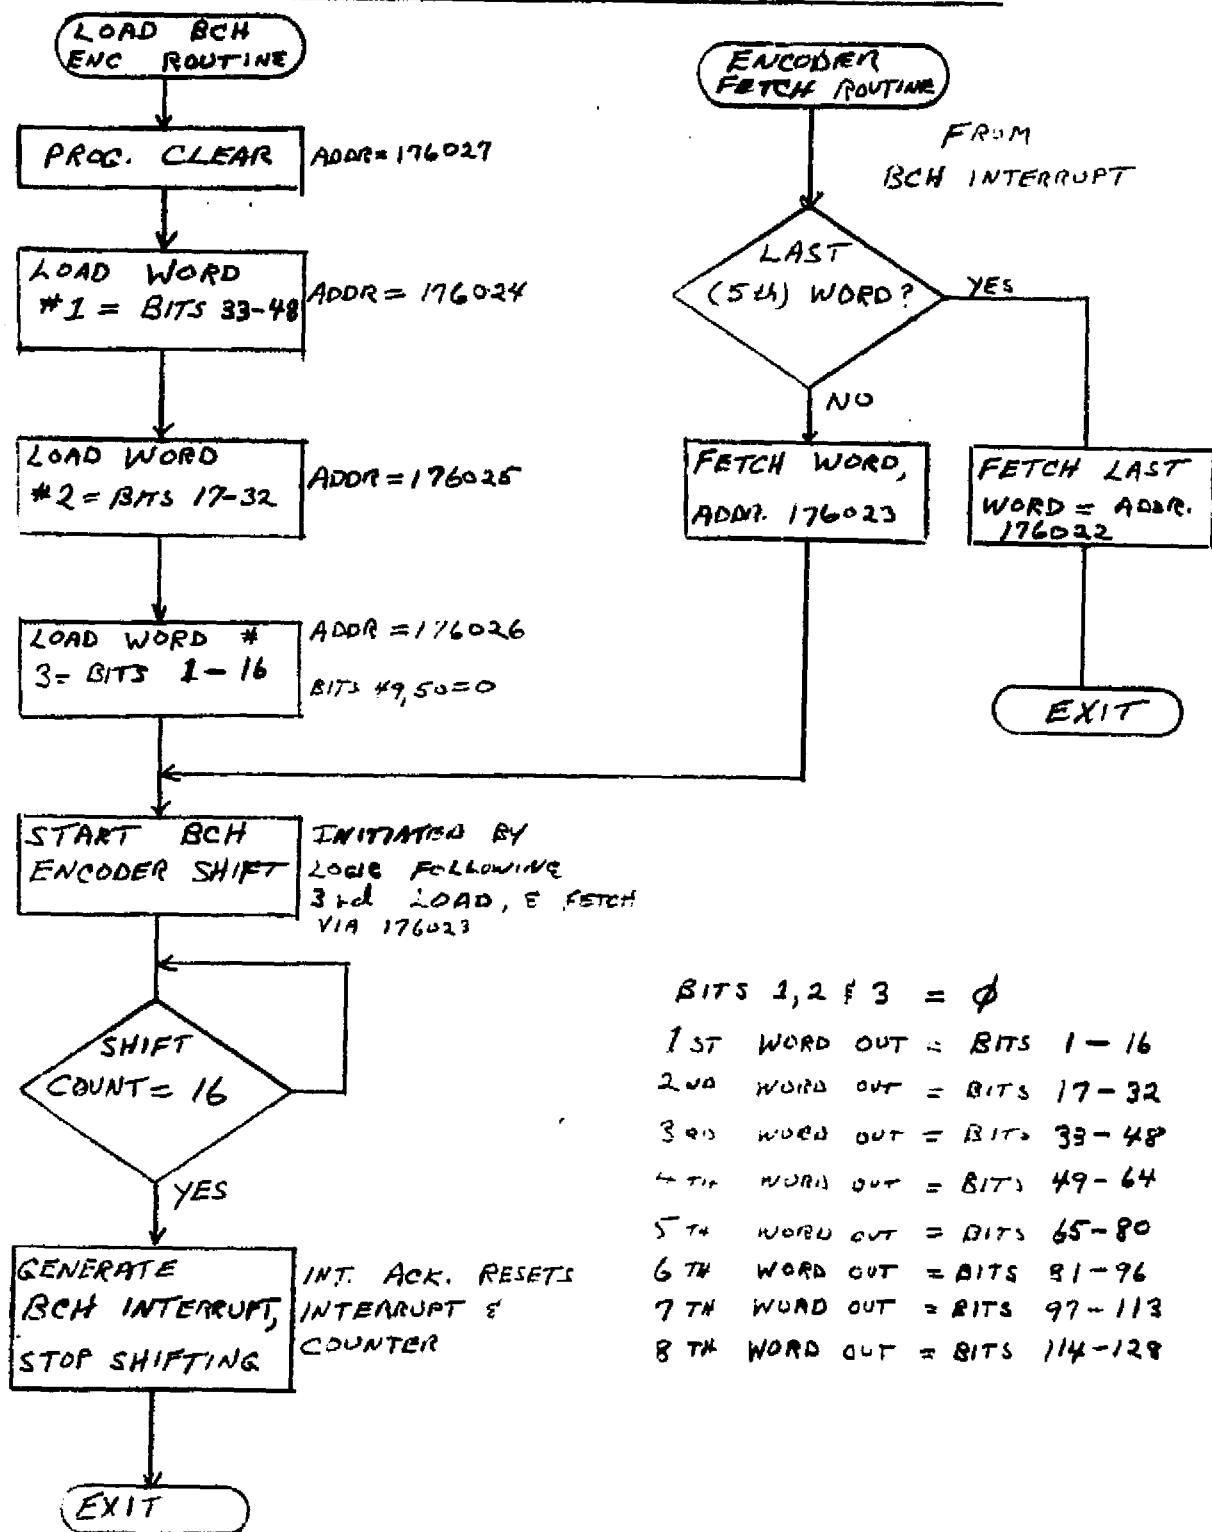 LOAD BCH
ENC ROUTINE
PROG. CLEAR
ADDR= 176027
LOAD WORD
#1 = BITS 33-48
ADDR = 176024
LOAD WORD
#2 = BITS 17-32
ADDR = 176025
LOAD WORD #
3= BITS 1-16
ADDR = 176026
BITS 49,50=0
START BCH
ENCODER SHIFT
INITIATED BY
LOGIC FOLLOWING
3rd LOAD, & FETCH
VIA 176023
SHIFT
COUNT= 16
YES
GENERATE
BCH INTERRUPT,
STOP SHIFTING
INT. ACK. RESETS
INTERRUPT &
COUNTER
EXIT
ENCODER
FETCH ROUTINE
FROM
BCH INTERRUPT
LAST
(5th) WORD?
YES
NO
FETCH WORD,
ADDR. 176023
FETCH LAST
WORD = ADDR.
176022
EXIT
BITS 1,2 & 3 = ϕ
1ST WORD OUT = BITS 1-16
2ND WORD OUT = BITS 17-32
3RD WORD OUT = BITS 33-48
4TH WORD OUT = BITS 49-64
5TH WORD OUT = BITS 65-80
6TH WORD OUT = BITS 81-96
7TH WORD OUT = BITS 97-113
8TH WORD OUT = BITS 114-128